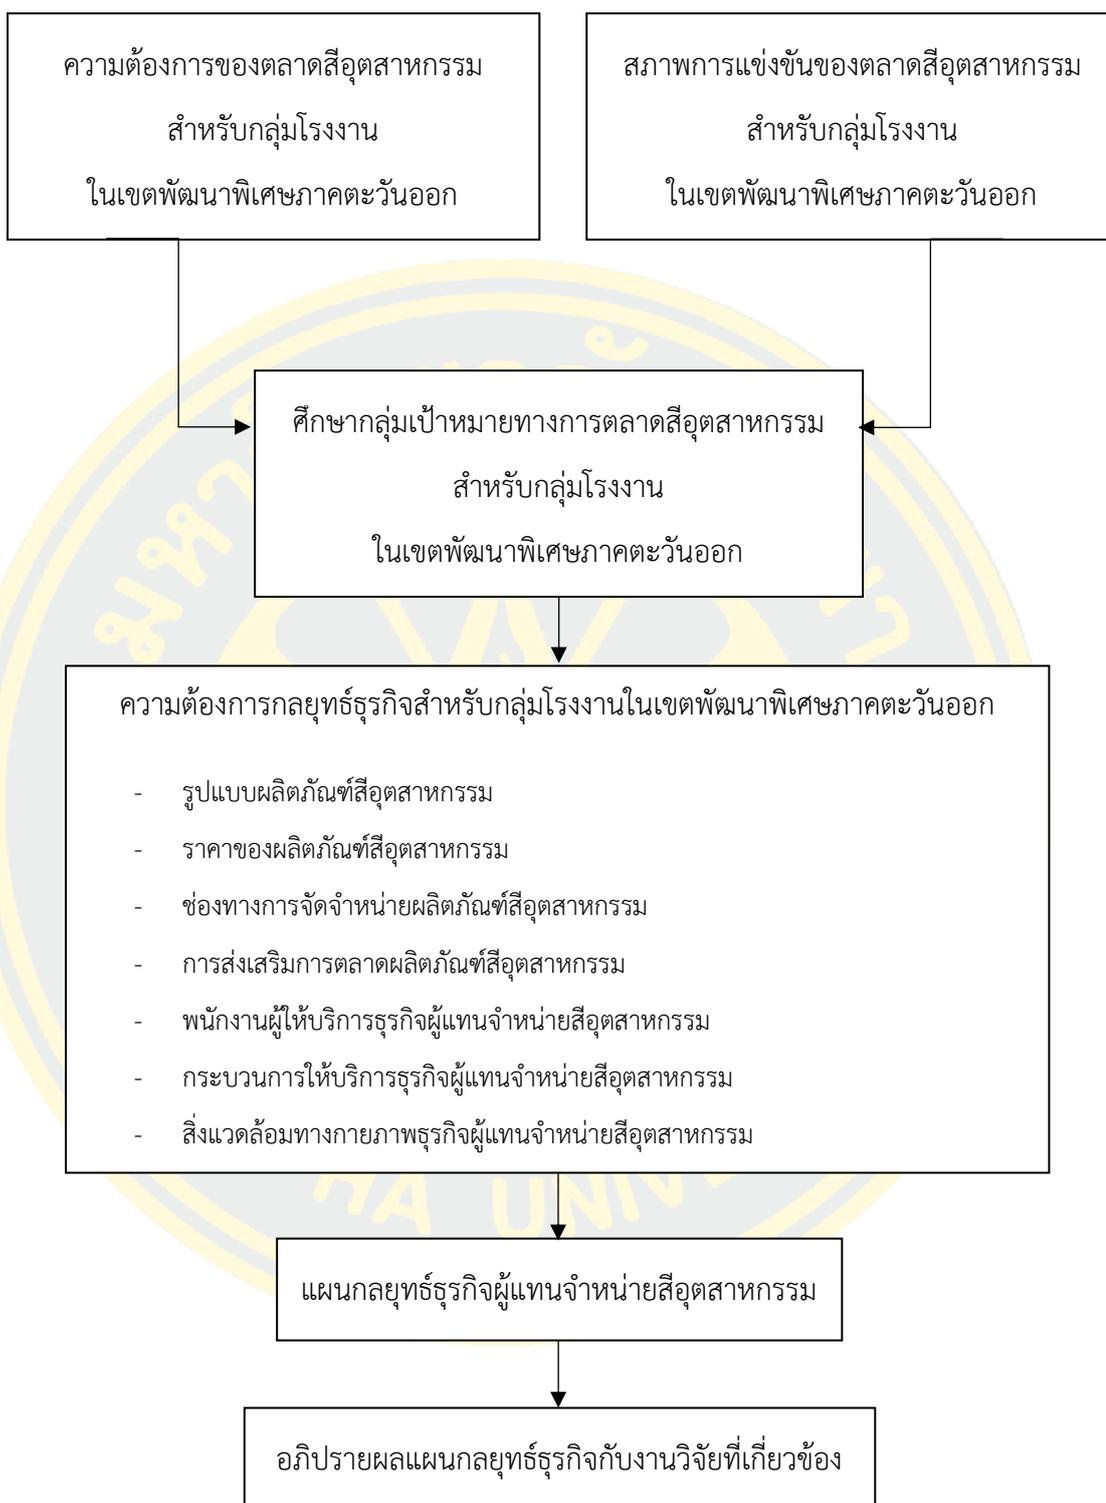 ความต้องการของตลาดสีอุตสาหกรรม
สำหรับกลุ่มโรงงาน
ในเขตพัฒนาพิเศษภาคตะวันออก
สภาพการแข่งขันของตลาดสีอุตสาหกรรม
สำหรับกลุ่มโรงงาน
ในเขตพัฒนาพิเศษภาคตะวันออก
ศึกษากลุ่มเป้าหมายทางการตลาดสีอุตสาหกรรม
สำหรับกลุ่มโรงงาน
ในเขตพัฒนาพิเศษภาคตะวันออก
ความต้องการกลยุทธ์ธุรกิจสำหรับกลุ่มโรงงานในเขตพัฒนาพิเศษภาคตะวันออก
- รูปแบบผลิตภัณฑ์สีอุตสาหกรรม
- ราคาของผลิตภัณฑ์สีอุตสาหกรรม
- ช่องทางการจัดจำหน่ายผลิตภัณฑ์สีอุตสาหกรรม
- การส่งเสริมการตลาดผลิตภัณฑ์สีอุตสาหกรรม
- พนักงานผู้ให้บริการธุรกิจผู้แทนจำหน่ายสีอุตสาหกรรม
- กระบวนการให้บริการธุรกิจผู้แทนจำหน่ายสีอุตสาหกรรม
- สิ่งแวดล้อมทางกายภาพธุรกิจผู้แทนจำหน่ายสีอุตสาหกรรม
แผนกลยุทธ์ธุรกิจผู้แทนจำหน่ายสีอุตสาหกรรม
อภิปรายผลแผนกลยุทธ์ธุรกิจกับงานวิจัยที่เกี่ยวข้อง